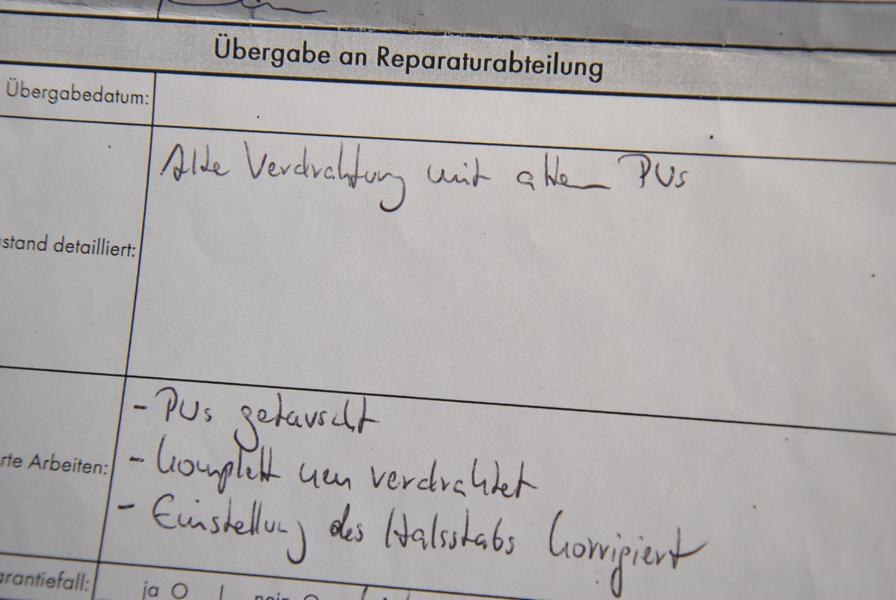 Übergabe an Reparaturabteilung
Übergabedatum:
Alte Verdrahtung mit alten PUs
stand detailliert:
- PUs getauscht
- komplett neu verdrahtet
rte Arbeiten:
- Einstellung des Halsstabs korrigiert
arantiefall:
ja O nein O